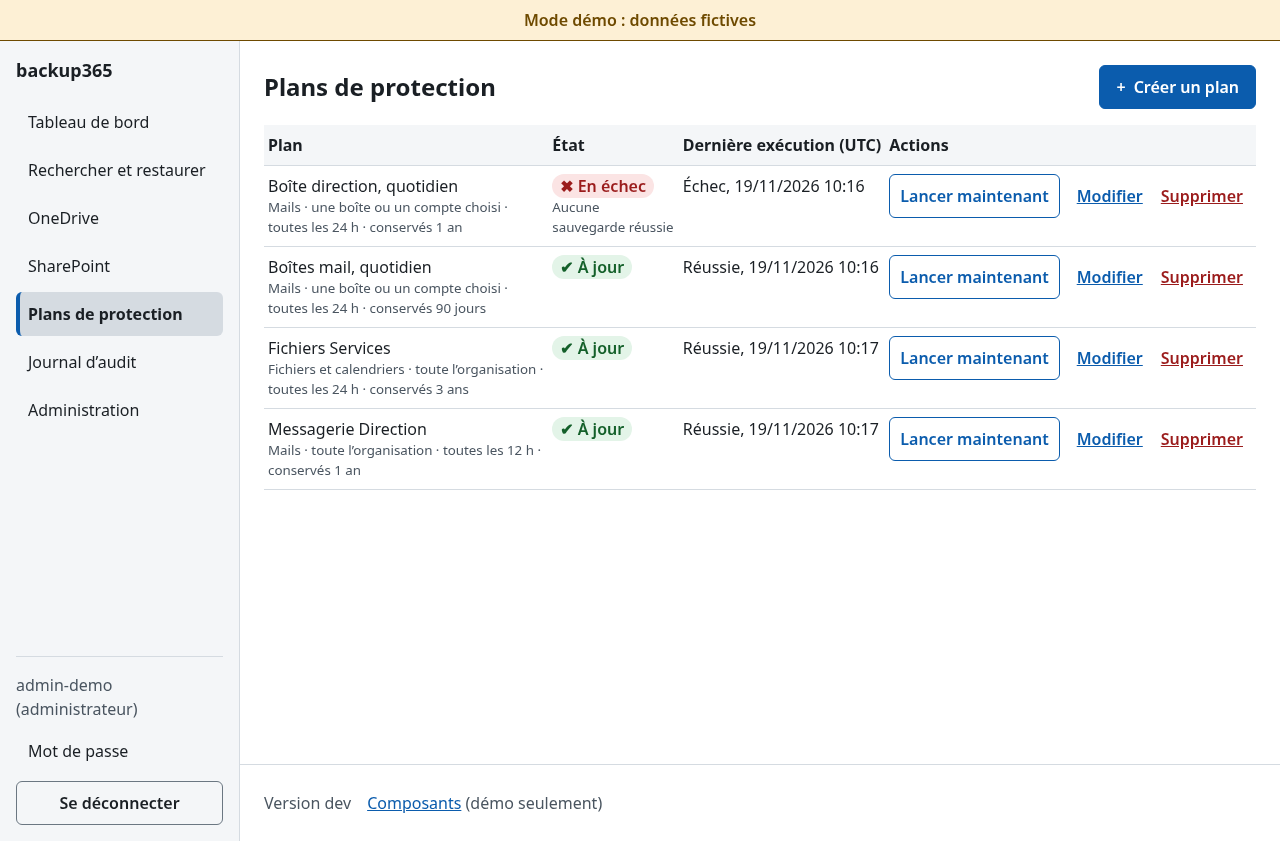 Mode démo : données fictives
backup365
Tableau de bord
Rechercher et restaurer
OneDrive
SharePoint
Plans de protection
Journal d’audit
Administration
admin-demo
(administrateur)
Mot de passe
Se déconnecter
Plans de protection
+ Créer un plan
Plan État Dernière exécution (UTC) Actions
Boîte direction, quotidien
Mails · une boîte ou un compte choisi ·
toutes les 24 h · conservés 1 an
✖ En échec
Aucune
sauvegarde réussie
Échec, 19/11/2026 10:16
Lancer maintenant Modifier Supprimer
Boîtes mail, quotidien
Mails · une boîte ou un compte choisi ·
toutes les 24 h · conservés 90 jours
✔ À jour
Réussie, 19/11/2026 10:16
Lancer maintenant Modifier Supprimer
Fichiers Services
Fichiers et calendriers · toute l’organisation ·
toutes les 24 h · conservés 3 ans
✔ À jour
Réussie, 19/11/2026 10:17
Lancer maintenant Modifier Supprimer
Messagerie Direction
Mails · toute l’organisation · toutes les 12 h ·
conservés 1 an
✔ À jour
Réussie, 19/11/2026 10:17
Lancer maintenant Modifier Supprimer
Version dev Composants (démo seulement)